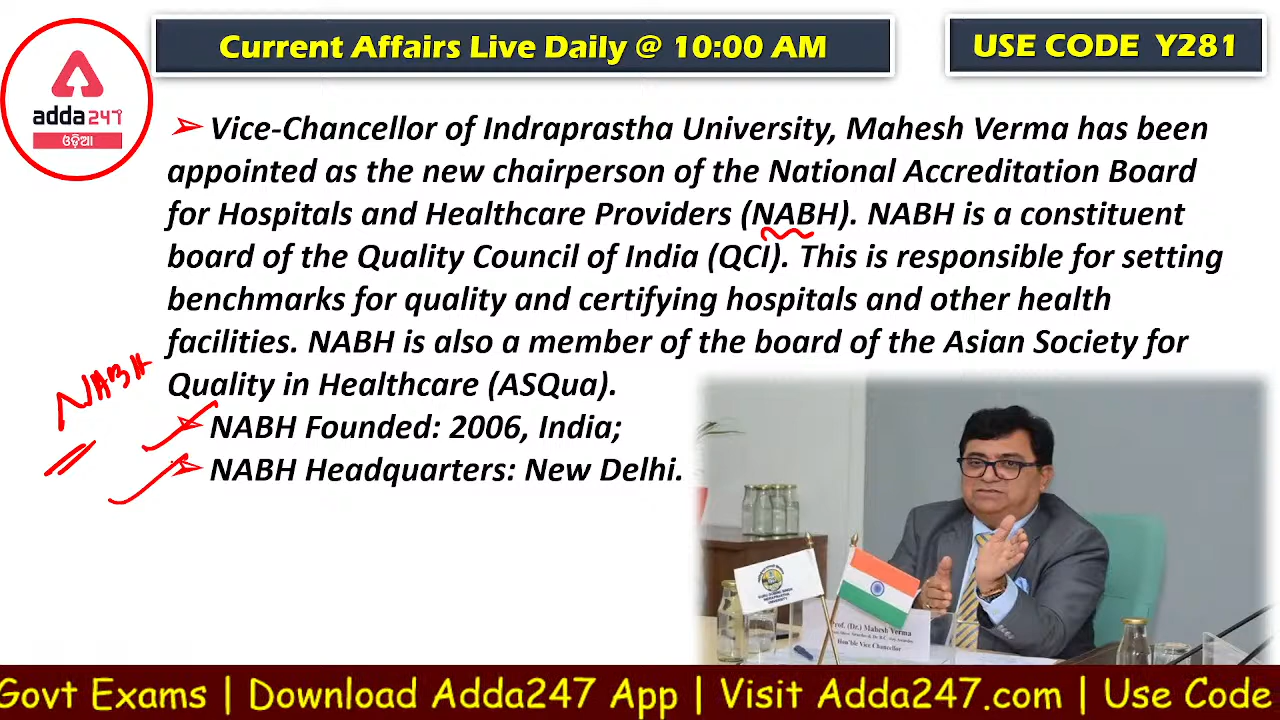 Current Affairs Live Daily @ 10:00 AM
USE CODE Y281
adda247
ଓଡ଼ିଆ
➢ Vice-Chancellor of Indraprastha University, Mahesh Verma has been
appointed as the new chairperson of the National Accreditation Board
for Hospitals and Healthcare Providers (NABH). NABH is a constituent
board of the Quality Council of India (QCI). This is responsible for setting
benchmarks for quality and certifying hospitals and other health
facilities. NABH is also a member of the board of the Asian Society for
Quality in Healthcare (ASQua).
NABH
➢ NABH Founded: 2006, India;
➢ NABH Headquarters: New Delhi.
Prof. (Dr.) Mahesh Verma
Hon'ble Vice Chancellor
Govt Exams | Download Adda247 App | Visit Adda247.com | Use Code